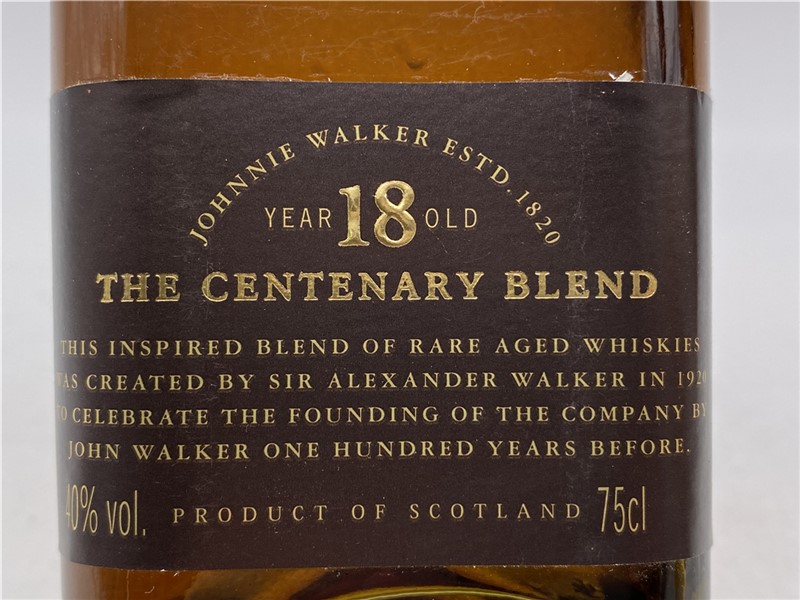 JOHNNIE WALKER ESTD. 1820
YEAR 18 OLD
THE CENTENARY BLEND
THIS INSPIRED BLEND OF RARE AGED WHISKIES
WAS CREATED BY SIR ALEXANDER WALKER IN 1920
TO CELEBRATE THE FOUNDING OF THE COMPANY BY
JOHN WALKER ONE HUNDRED YEARS BEFORE.
40% vol. PRODUCT OF SCOTLAND 75cl